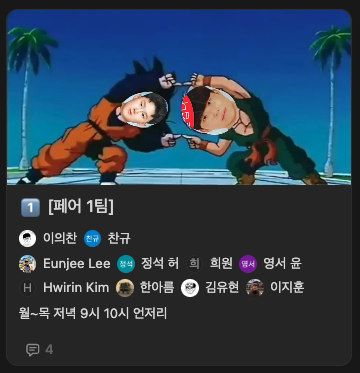 1 [페어 1팀]
이의찬 찬규 찬규
Eunjee Lee 정석 정석 허 희 희원 영서 영서 윤
H Hwirin Kim 한아름 김유현 이지훈
월~목 저녁 9시 10시 언저리
4